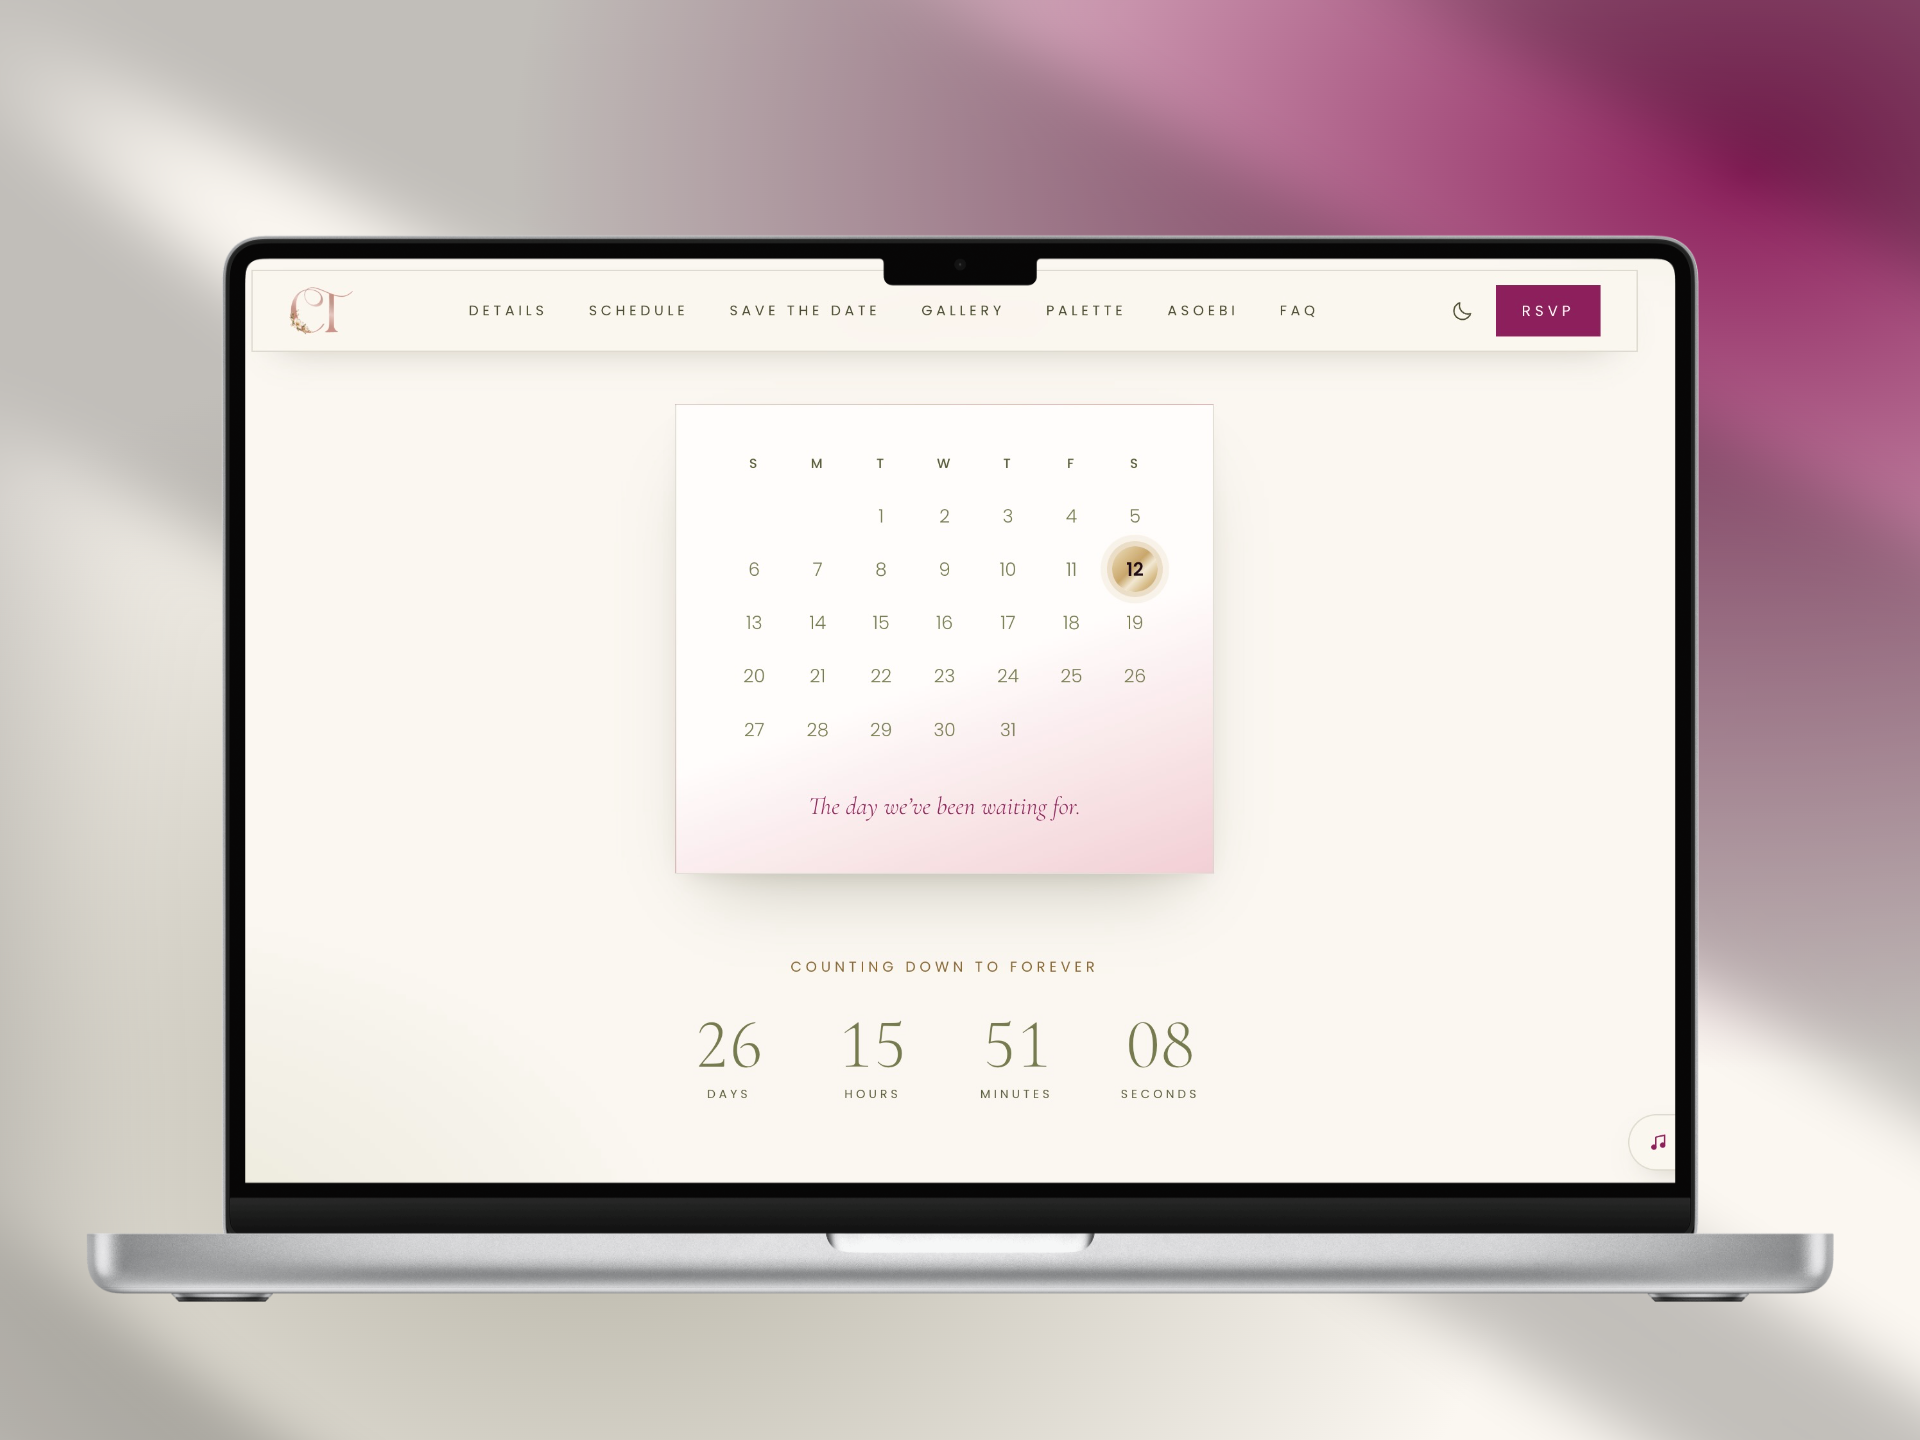 CT
DETAILS SCHEDULE SAVE THE DATE GALLERY PALETTE ASOEBI FAQ RSVP
S M T W T F S
1 2 3 4 5
6 7 8 9 10 11 12
13 14 15 16 17 18 19
20 21 22 23 24 25 26
27 28 29 30 31
The day we’ve been waiting for.
COUNTING DOWN TO FOREVER
26 15 51 08
DAYS HOURS MINUTES SECONDS